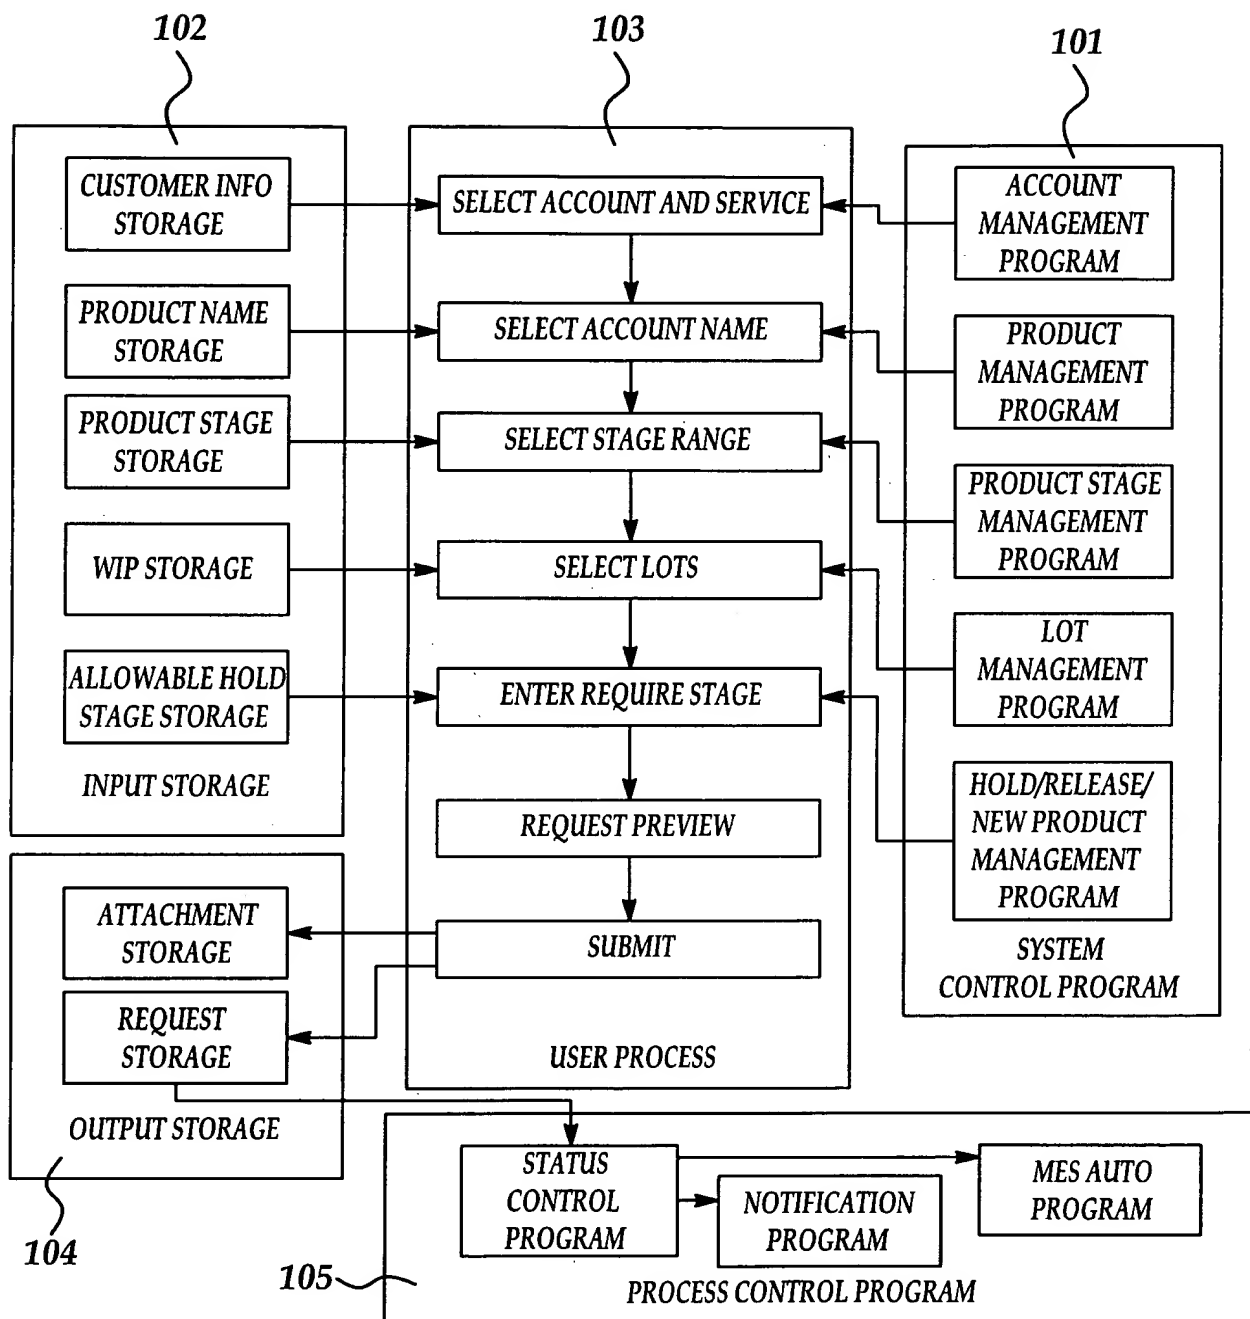 102
103
101
CUSTOMER INFO
STORAGE
PRODUCT NAME
STORAGE
PRODUCT STAGE
STORAGE
WIP STORAGE
ALLOWABLE HOLD
STAGE STORAGE
INPUT STORAGE
SELECT ACCOUNT AND SERVICE
SELECT ACCOUNT NAME
SELECT STAGE RANGE
SELECT LOTS
ENTER REQUIRE STAGE
REQUEST PREVIEW
SUBMIT
USER PROCESS
ACCOUNT
MANAGEMENT
PROGRAM
PRODUCT
MANAGEMENT
PROGRAM
PRODUCT STAGE
MANAGEMENT
PROGRAM
LOT
MANAGEMENT
PROGRAM
HOLD/RELEASE/
NEW PRODUCT
MANAGEMENT
PROGRAM
SYSTEM
CONTROL PROGRAM
ATTACHMENT
STORAGE
REQUEST
STORAGE
OUTPUT STORAGE
104
STATUS
CONTROL
PROGRAM
NOTIFICATION
PROGRAM
MES AUTO
PROGRAM
105
PROCESS CONTROL PROGRAM